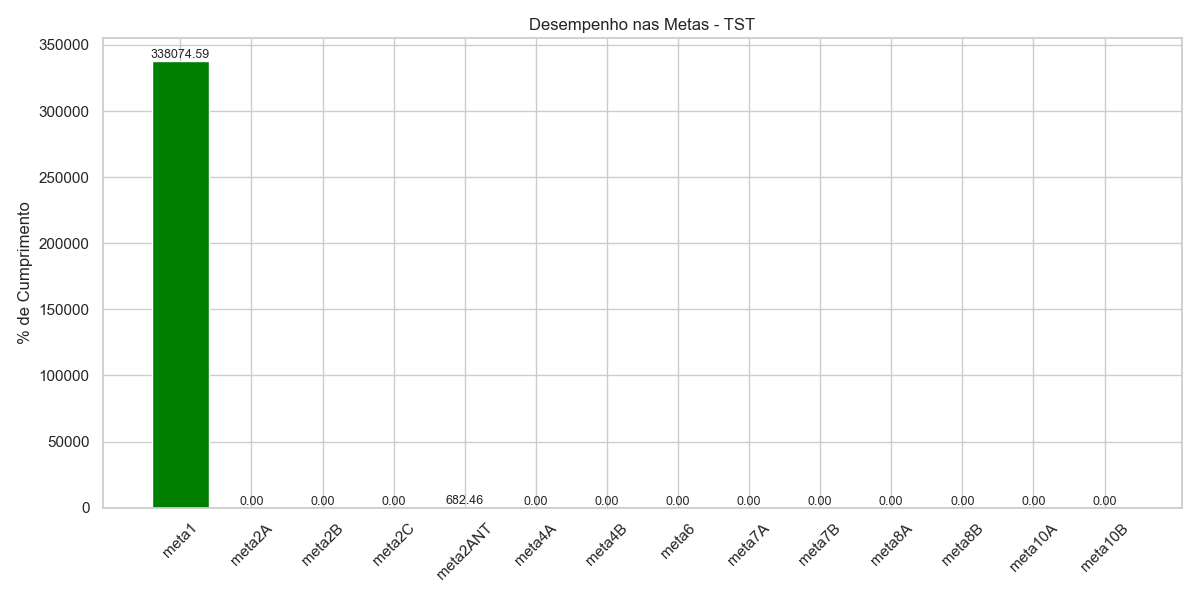 Desempenho nas Metas - TST
% de Cumprimento
350000
300000
250000
200000
150000
100000
50000
0
338074.59
0.00
0.00
0.00
682.46
0.00
0.00
0.00
0.00
0.00
0.00
0.00
0.00
0.00
meta1
meta2A
meta2B
meta2C
meta2ANT
meta4A
meta4B
meta6
meta7A
meta7B
meta8A
meta8B
meta10A
meta10B